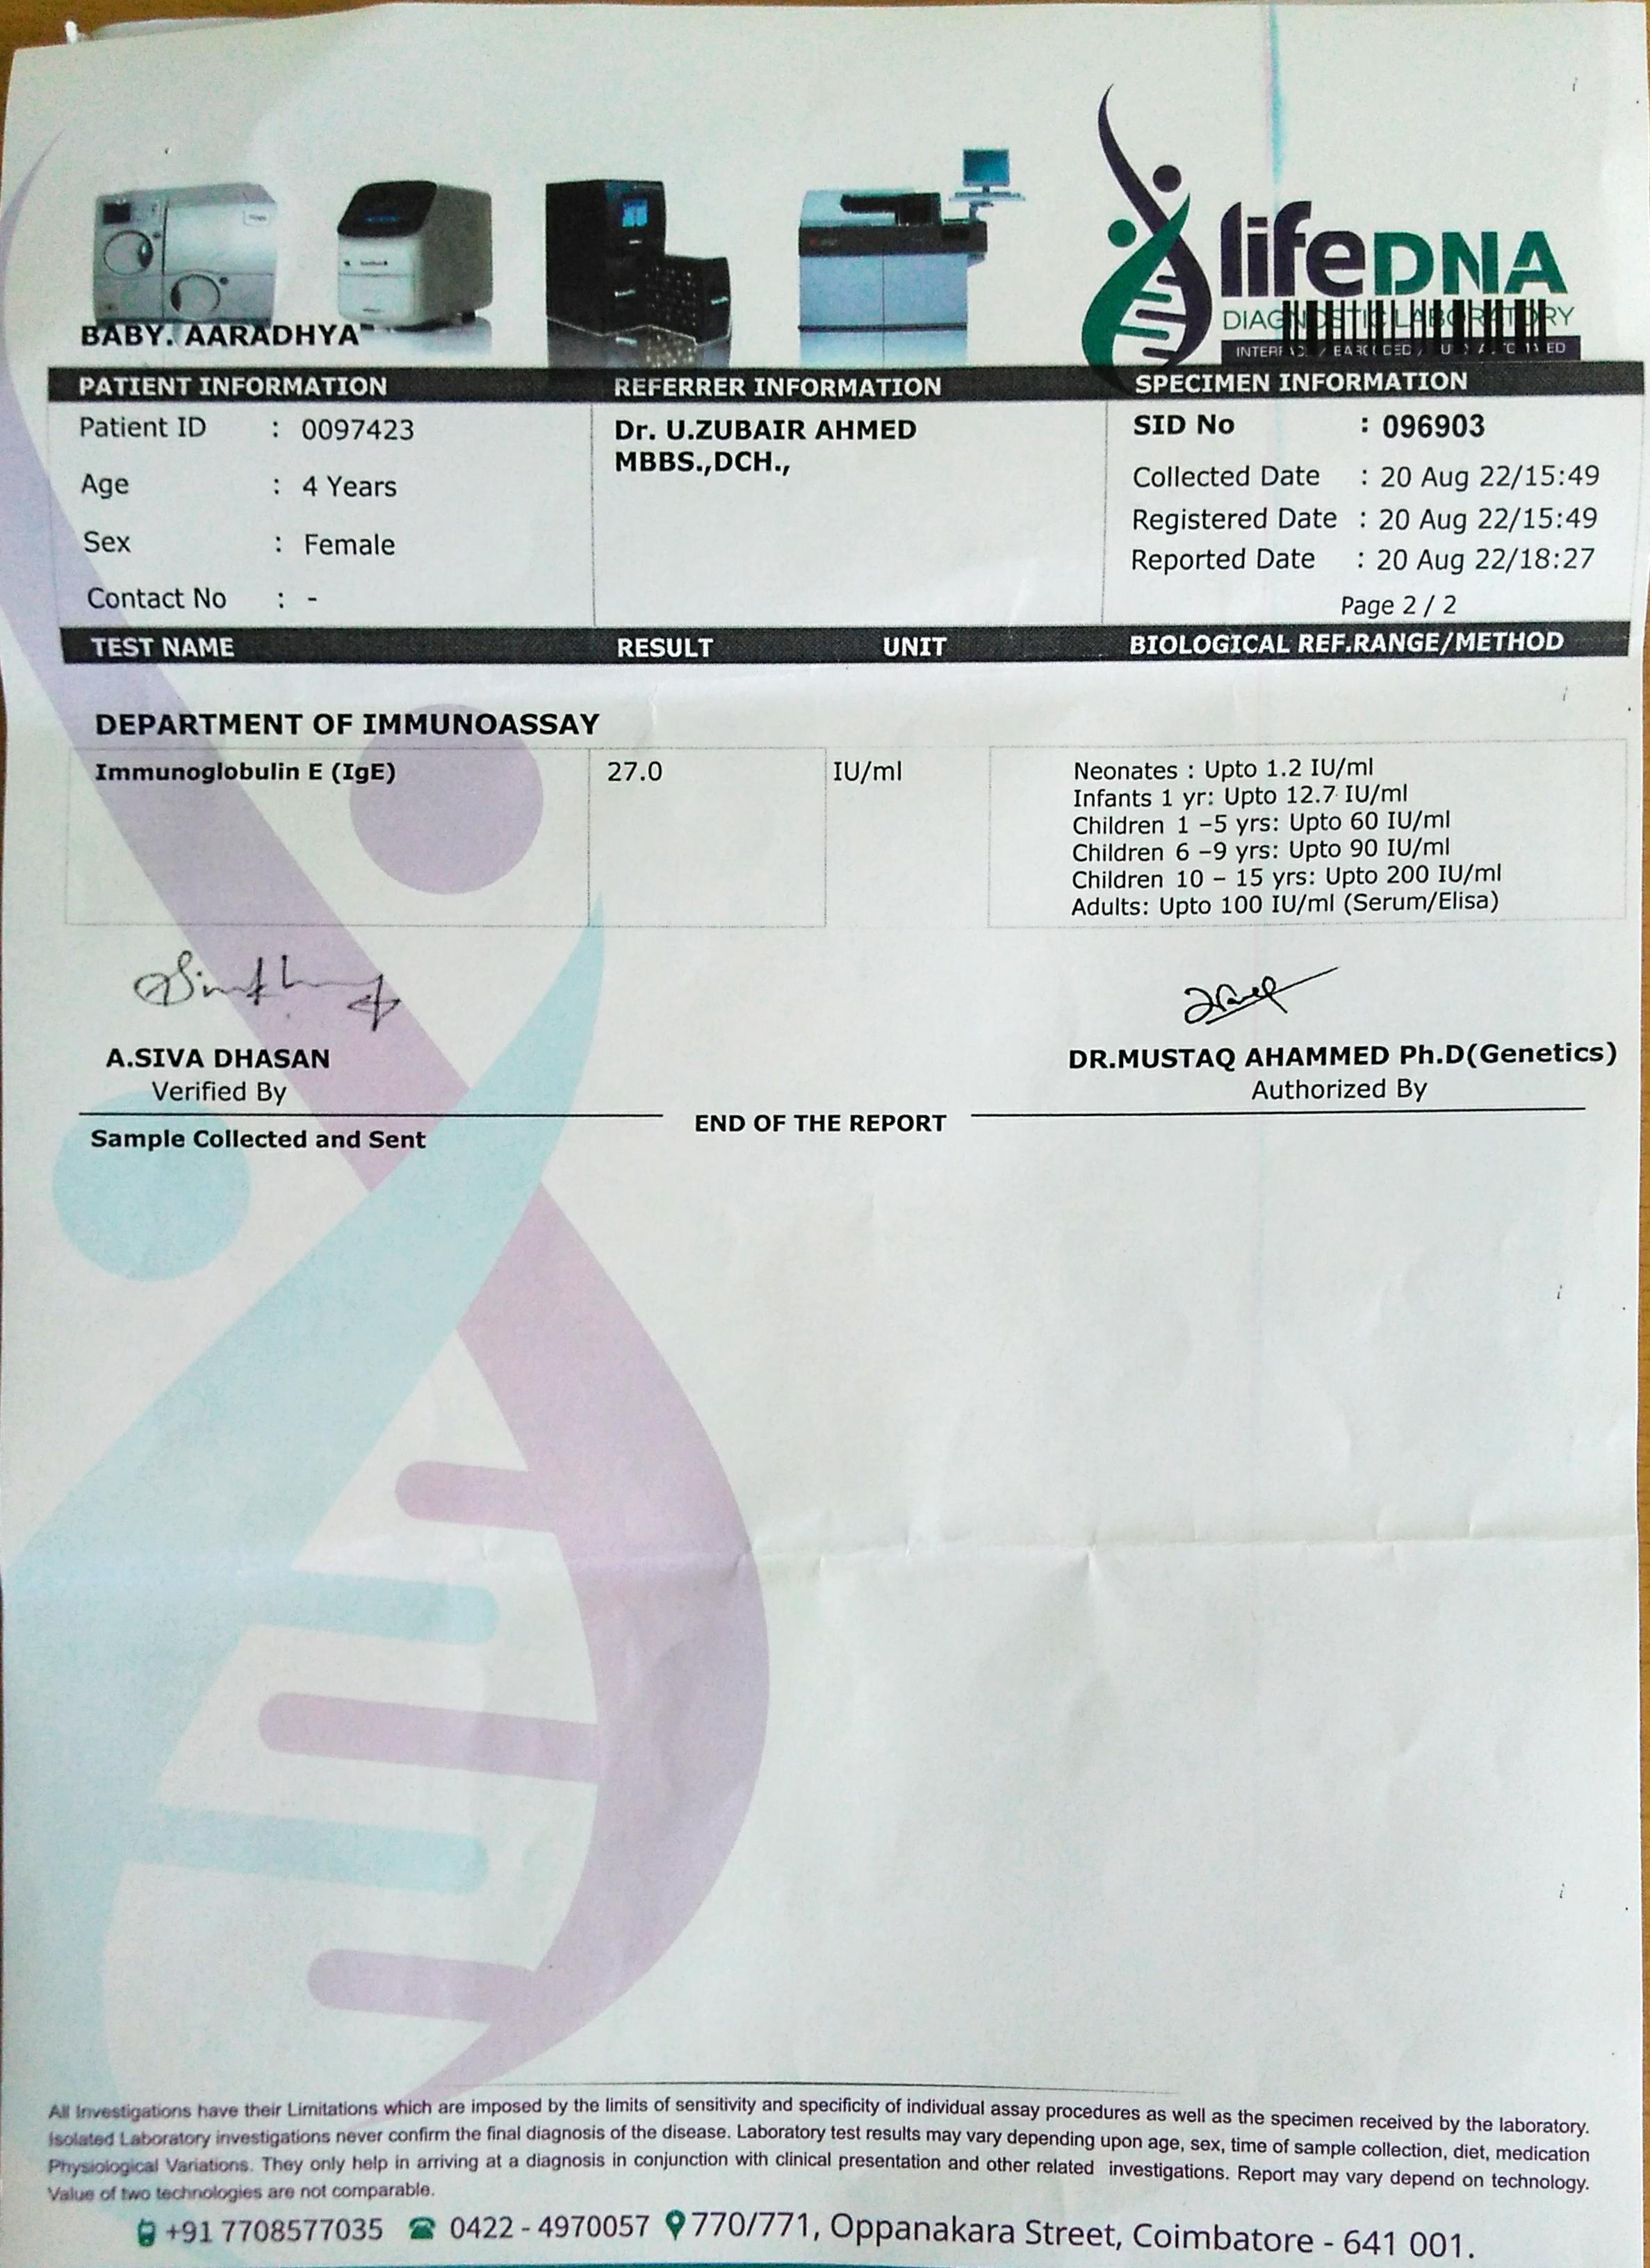 lifeDNA
DIAGNOSTIC LABORATORY
BABY. AARADHYA
PATIENT INFORMATION REFERRER INFORMATION SPECIMEN INFORMATION
Patient ID : 0097423 Dr. U.ZUBAIR AHMED SID No : 096903
MBBS.,DCH.,
Age : 4 Years Collected Date : 20 Aug 22/15:49
Registered Date : 20 Aug 22/15:49
Sex : Female Reported Date : 20 Aug 22/18:27
Contact No : - Page 2 / 2
TEST NAME RESULT UNIT BIOLOGICAL REF.RANGE/METHOD
DEPARTMENT OF IMMUNOASSAY
Immunoglobulin E (IgE) 27.0 IU/ml Neonates : Upto 1.2 IU/ml
Infants 1 yr: Upto 12.7 IU/ml
Children 1 –5 yrs: Upto 60 IU/ml
Children 6 –9 yrs: Upto 90 IU/ml
Children 10 – 15 yrs: Upto 200 IU/ml
Adults: Upto 100 IU/ml (Serum/Elisa)
A.SIVA DHASAN DR.MUSTAQ AHAMMED Ph.D(Genetics)
Verified By Authorized By
END OF THE REPORT
Sample Collected and Sent
All Investigations have their Limitations which are imposed by the limits of sensitivity and specificity of individual assay procedures as well as the specimen received by the laboratory.
Isolated Laboratory investigations never confirm the final diagnosis of the disease. Laboratory test results may vary depending upon age, sex, time of sample collection, diet, medication
Physiological Variations. They only help in arriving at a diagnosis in conjunction with clinical presentation and other related investigations. Report may vary depend on technology.
Value of two technologies are not comparable.
+91 7708577035 0422 - 4970057 770/771, Oppanakara Street, Coimbatore - 641 001.